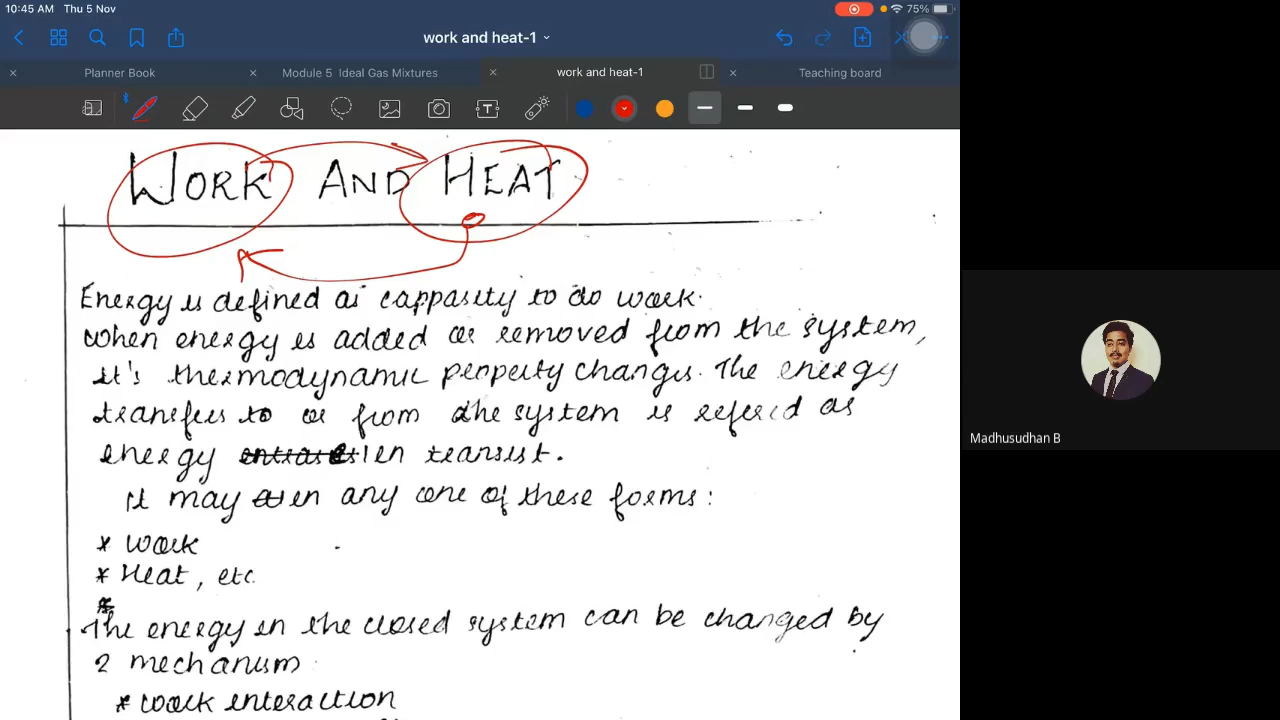 10:45 AM Thu 5 Nov
75%
work and heat-1
Planner Book
Module 5 Ideal Gas Mixtures
work and heat-1
Teaching board
WORK AND HEAT
Energy is defined as cappasity to do work.
When energy is added or removed from the system,
it's thermodynamic property changes. The energy
transfers to or from the system is refered as
energy in transist.
It may in any one of these forms:
* Work
* Heat, etc
The energy in the closed system can be changed by
2 mechanism
* Work interaction
Madhusudhan B